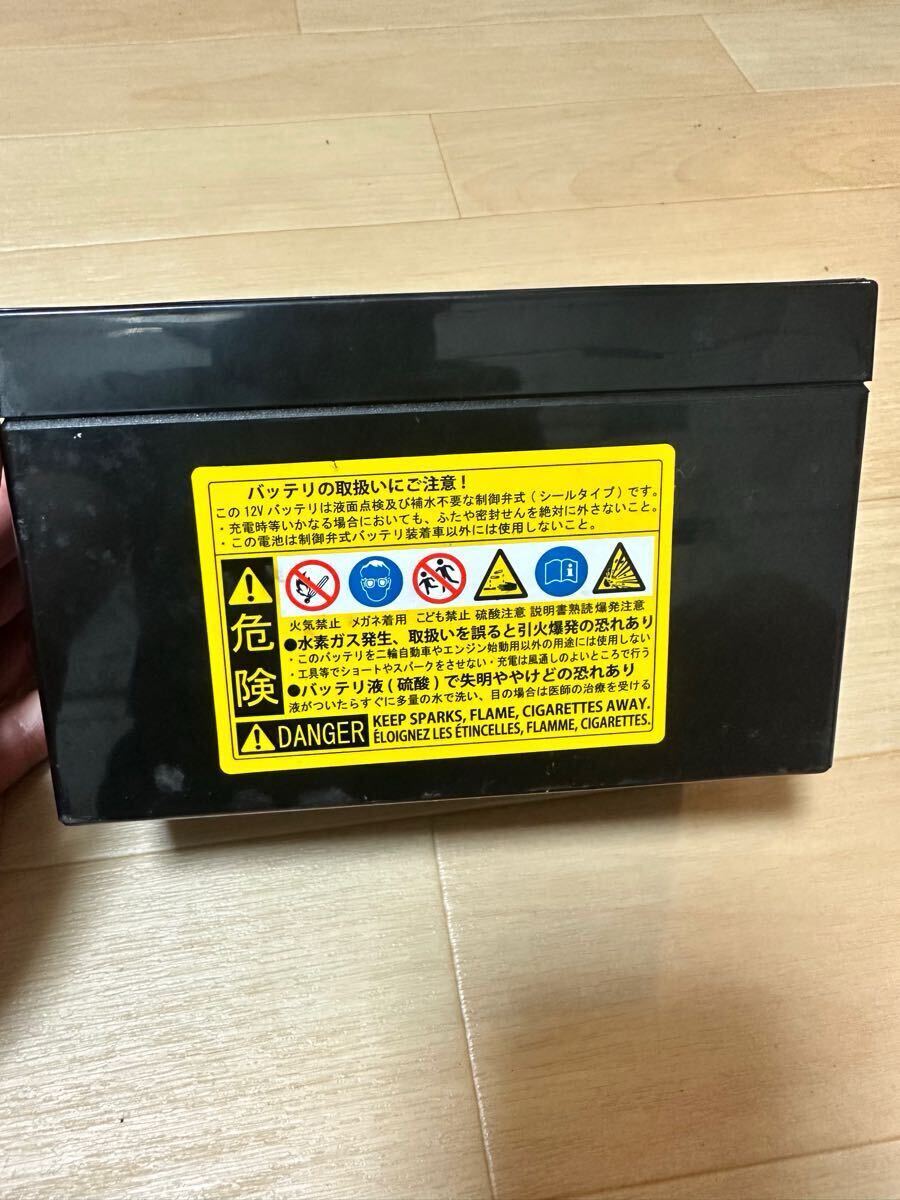 バッテリの取扱いにご注意！
この 12V バッテリは液面点検及び補水不要な制御弁式 ( シールタイプ ) です。
・充電時等いかなる場合においても、ふたや密封せんを絶対に外さないこと。
・この電池は制御弁式バッテリ装着車以外には使用しないこと。
危険
火気禁止 メガネ着用 こども禁止 硫酸注意 説明書熟読 爆発注意
●水素ガス発生、取扱いを誤ると引火爆発の恐れあり
・このバッテリを二輪自動車やエンジン始動用以外の用途には使用しない
・工具等でショートやスパークをさせない・充電は風通しのよいところで行う
●バッテリ液 ( 硫酸 ) で失明ややけどの恐れあり
液がついたらすぐに多量の水で洗い、目の場合は医師の治療を受ける
DANGER
KEEP SPARKS, FLAME, CIGARETTES AWAY.
ÉLOIGNEZ LES ÉTINCELLES, FLAMME, CIGARETTES.